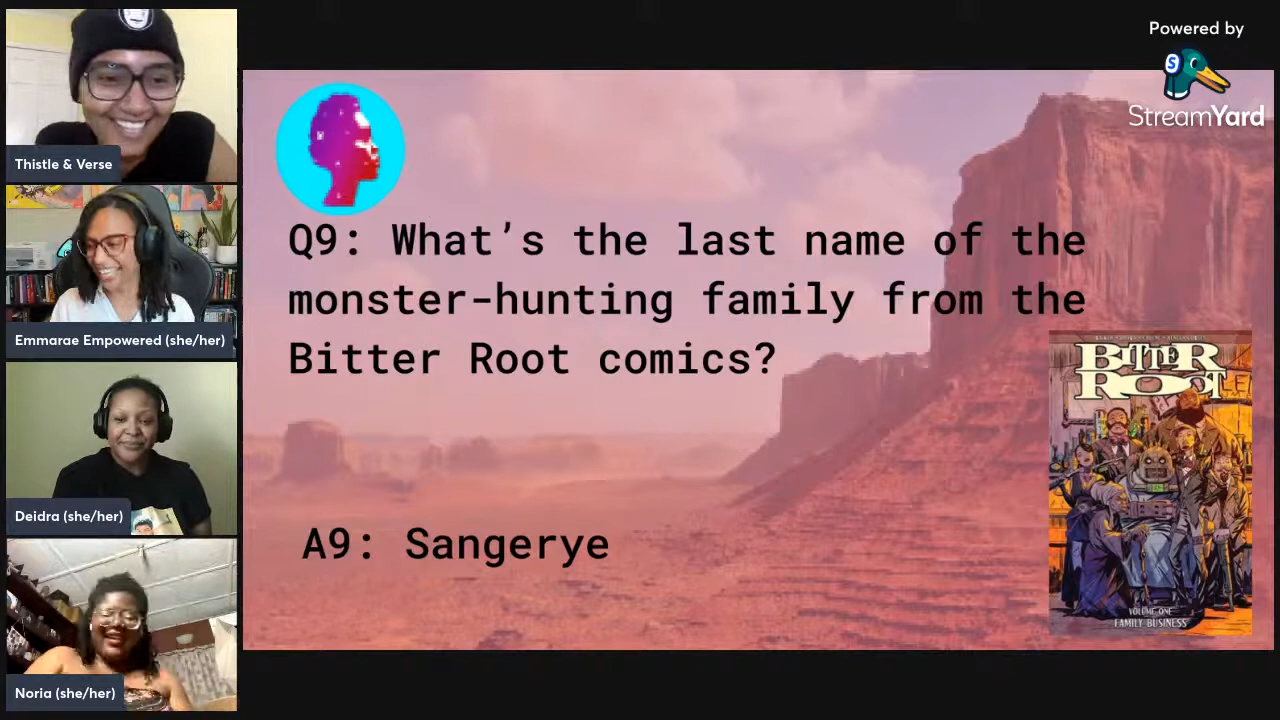 Powered by
S
StreamYard
Thistle & Verse
Emmarae Empowered (she/her)
Deidra (she/her)
Noria (she/her)
Q9: What's the last name of the
monster-hunting family from the
Bitter Root comics?
A9: Sangerye
BITTER
ROOT
VOLUME ONE
FAMILY BUSINESS